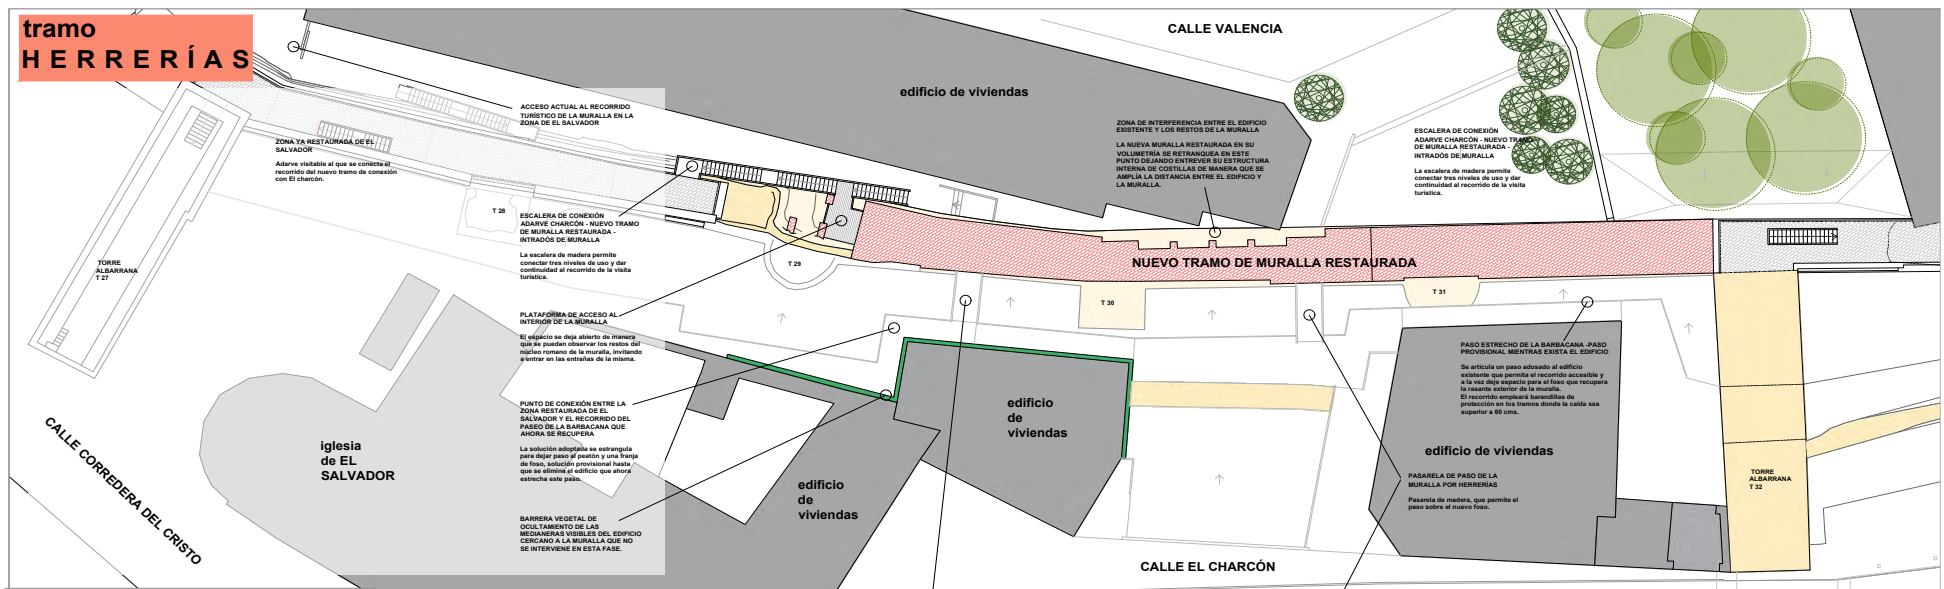 tramo
HERRERÍAS
CALLE VALENCIA
edificio de viviendas
ACCESO ACTUAL AL RECORRIDO
TURÍSTICO DE LA MURALLA EN LA
ZONA DE EL SALVADOR
ZONA YA RESTAURADA DE EL
SALVADOR
Adarve visitable al que se conecta el
recorrido del nuevo tramo de conexión
con El charcón.
ZONA DE INTERFERENCIA ENTRE EL EDIFICIO
EXISTENTE Y LOS RESTOS DE LA MURALLA
LA NUEVA MURALLA RESTAURADA EN SU
VOLUMETRÍA SE RETRANQUEA EN ESTE
PUNTO DEJANDO ENTREVER SU ESTRUCTURA
INTERNA DE COSTILLAS DE MANERA QUE SE
AMPLÍA LA DISTANCIA ENTRE EL EDIFICIO Y
LA MURALLA.
ESCALERA DE CONEXIÓN
ADARVE CHARCÓN - NUEVO TRAMO
DE MURALLA RESTAURADA -
INTRADÓS DE MURALLA
La escalera de madera permite
conectar tres niveles de uso y dar
continuidad al recorrido de la visita
turística.
T 28
ESCALERA DE CONEXIÓN
ADARVE CHARCÓN - NUEVO TRAMO
DE MURALLA RESTAURADA -
INTRADÓS DE MURALLA
La escalera de madera permite
conectar tres niveles de uso y dar
continuidad al recorrido de la visita
turística.
TORRE
ALBARRANA
T 27
T 29
NUEVO TRAMO DE MURALLA RESTAURADA
T 30
T 31
PLATAFORMA DE ACCESO AL
INTERIOR DE LA MURALLA
El espacio se deja abierto de manera
que se puedan observar los restos del
núcleo romano de la muralla, invitando
a entrar en las entrañas de la misma.
PASO ESTRECHO DE LA BARBACANA -PASO
PROVISIONAL MIENTRAS EXISTA EL EDIFICIO
Se articula un paso adosado al edificio
existente que permita el recorrido accesible y
a la vez deje espacio para el foso que recupera
la rasante exterior de la muralla.
El recorrido empleará barandillas de
protección en los tramos donde la caída sea
superior a 60 cms.
PUNTO DE CONEXIÓN ENTRE LA
ZONA RESTAURADA DE EL
SALVADOR Y EL RECORRIDO DEL
PASEO DE LA BARBACANA QUE
AHORA SE RECUPERA
La solución adoptada se estrangula
para dejar paso al peatón y una franja
de foso, solución provisional hasta
que se elimine el edificio que ahora
estrecha este paso.
edificio
de
viviendas
iglesia
de EL
SALVADOR
CALLE CORREDERA DEL CRISTO
edificio
de
viviendas
edificio de viviendas
PASARELA DE PASO DE LA
MURALLA POR HERRERÍAS
Pasarela de madera, que permite el
paso sobre el nuevo foso.
TORRE
ALBARRANA
T 32
BARRERA VEGETAL DE
OCULTAMIENTO DE LAS
MEDIANERAS VISIBLES DEL EDIFICIO
CERCANO A LA MURALLA QUE NO
SE INTERVIENE EN ESTA FASE.
CALLE EL CHARCÓN